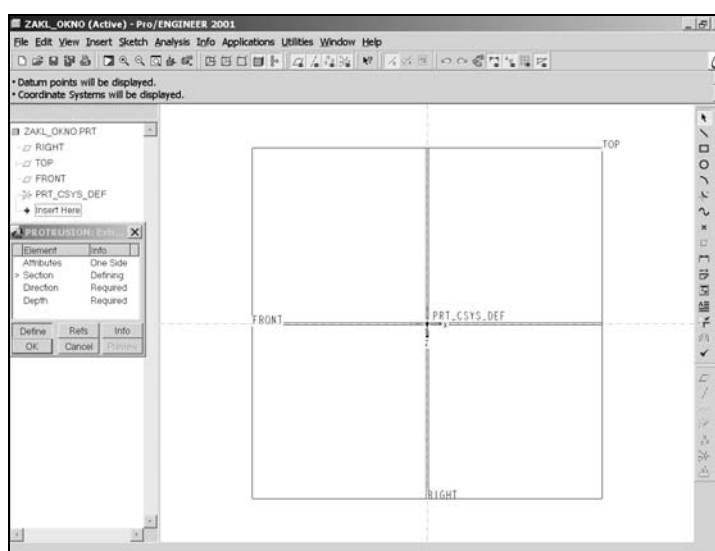 ZAKL_OKNO (Active) - Pro/ENGINEER 2001
File Edit View Insert Sketch Analysis Info Applications Utilities Window Help
• Datum points will be displayed.
• Coordinate Systems will be displayed.
ZAKL_OKNO.PRT
RIGHT
TOP
FRONT
PRT_CSYS_DEF
Insert Here
PROTRUSION: Extr...
Element Info
Attributes One Side
> Section Defining
Direction Required
Depth Required
Define Refs Info
OK Cancel Preview
TOP
FRONT
PRT_CSYS_DEF
RIGHT